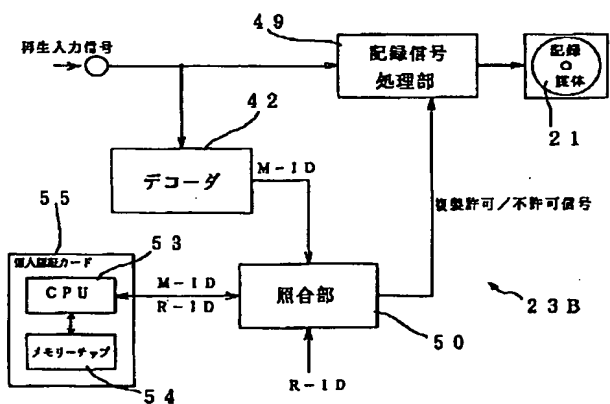 49
再生入力信号
記録信号
処理部
記録
媒体
21
42
デコーダ
M-ID
複製許可/不許可信号
55
53
個人認証カード
CPU
M-ID
R-ID
照合部
23B
メモリーチップ
54
50
R-ID